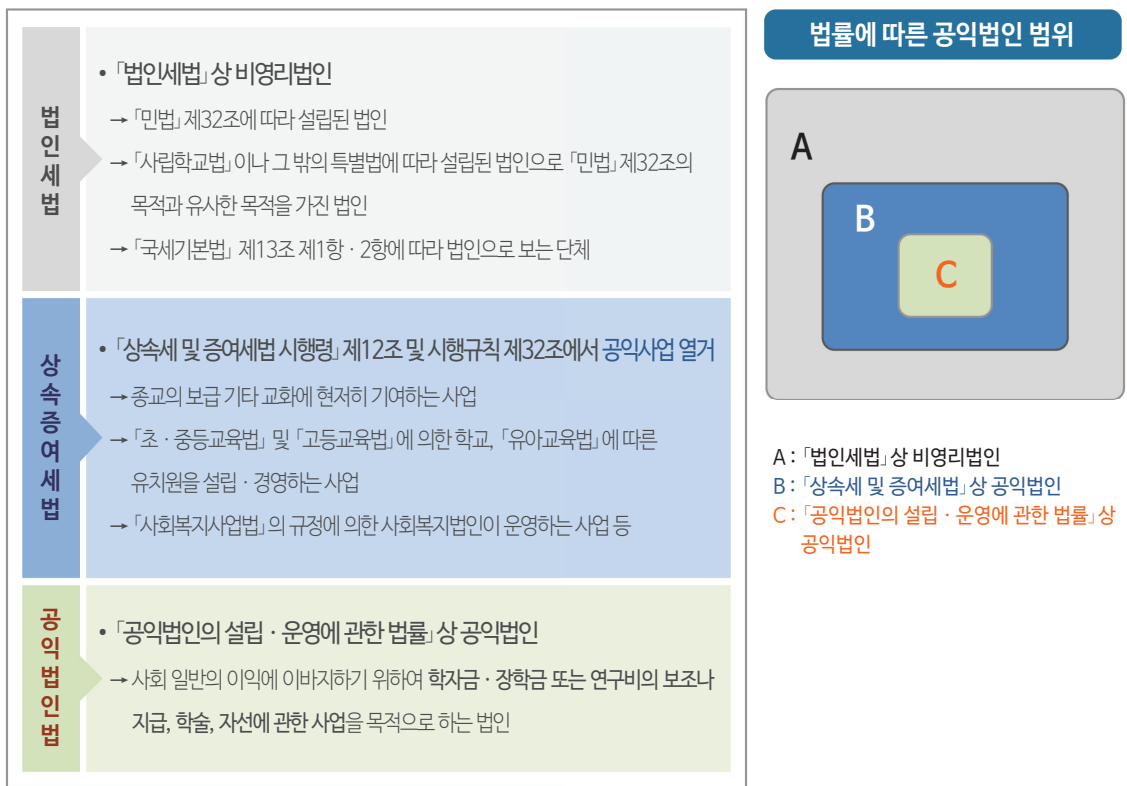 법인세법
• 「법인세법」상 비영리법인
→ 「민법」 제32조에 따라 설립된 법인
→ 「사립학교법」이나 그 밖의 특별법에 따라 설립된 법인으로 「민법」 제32조의
목적과 유사한 목적을 가진 법인
→ 「국세기본법」 제13조 제1항 · 2항에 따라 법인으로 보는 단체
상속증여세법
• 「상속세 및 증여세법 시행령」 제12조 및 시행규칙 제32조에서 공익사업 열거
→ 종교의 보급 기타 교화에 현저히 기여하는 사업
→ 「초 · 중등교육법」 및 「고등교육법」에 의한 학교, 「유아교육법」에 따른
유치원을 설립 · 경영하는 사업
→ 「사회복지사업법」의 규정에 의한 사회복지법인이 운영하는 사업 등
공익법인법
• 「공익법인의 설립 · 운영에 관한 법률」상 공익법인
→ 사회 일반의 이익에 이바지하기 위하여 학자금 · 장학금 또는 연구비의 보조나
지급, 학술, 자선에 관한 사업을 목적으로 하는 법인
법률에 따른 공익법인 범위
A
B
C
A : 「법인세법」상 비영리법인
B : 「상속세 및 증여세법」상 공익법인
C : 「공익법인의 설립 · 운영에 관한 법률」상
공익법인